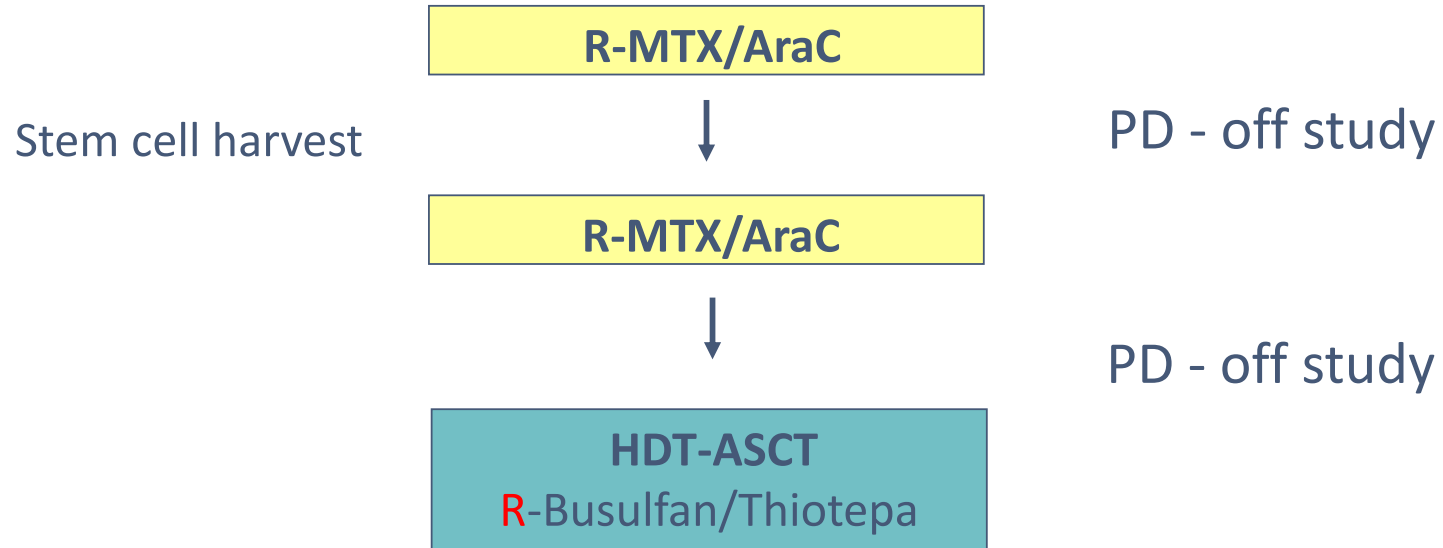 R-MTX/AraC
Stem cell harvest
PD - off study
R-MTX/AraC
PD - off study
HDT-ASCT
R-Busulfan/Thiotepa